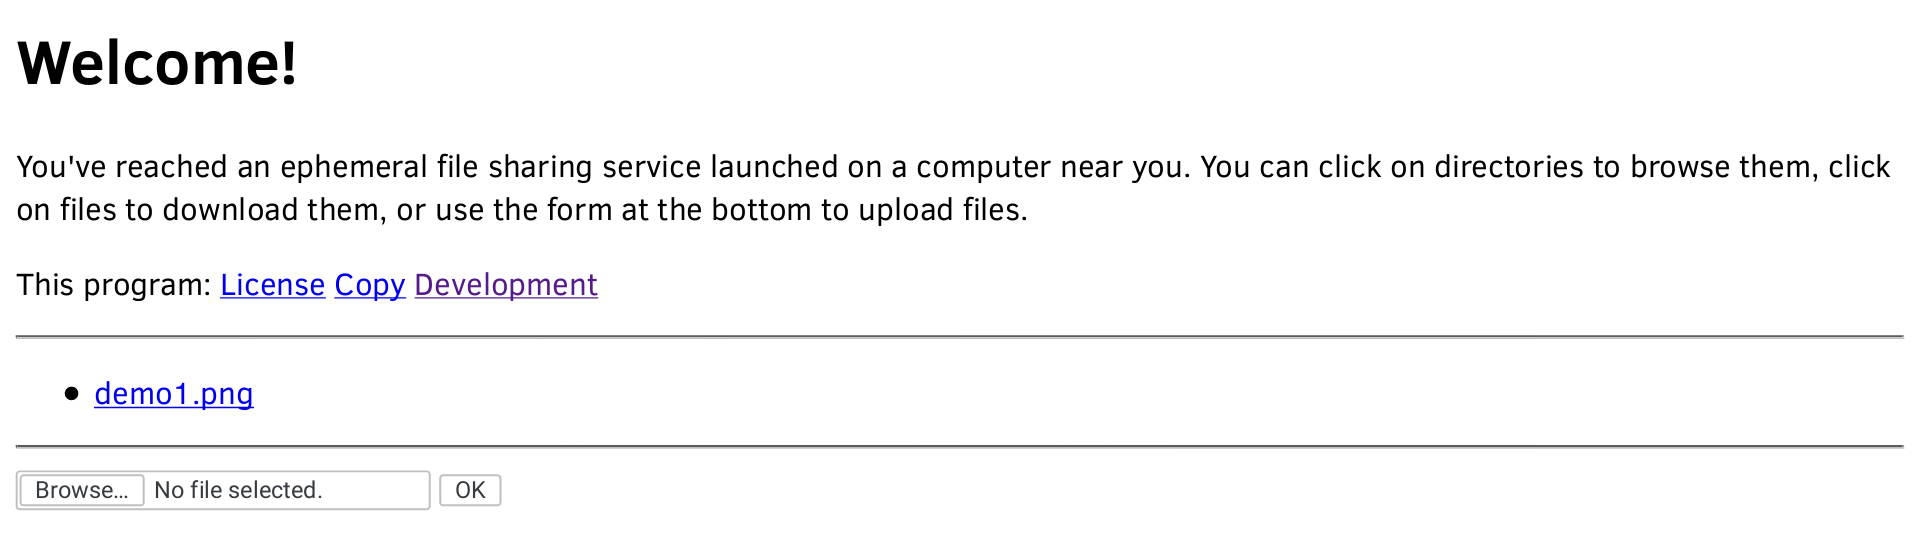 Welcome!
You've reached an ephemeral file sharing service launched on a computer near you. You can click on directories to browse them, click
on files to download them, or use the form at the bottom to upload files.
This program: License Copy Development
demo1.png
Browse... No file selected. OK